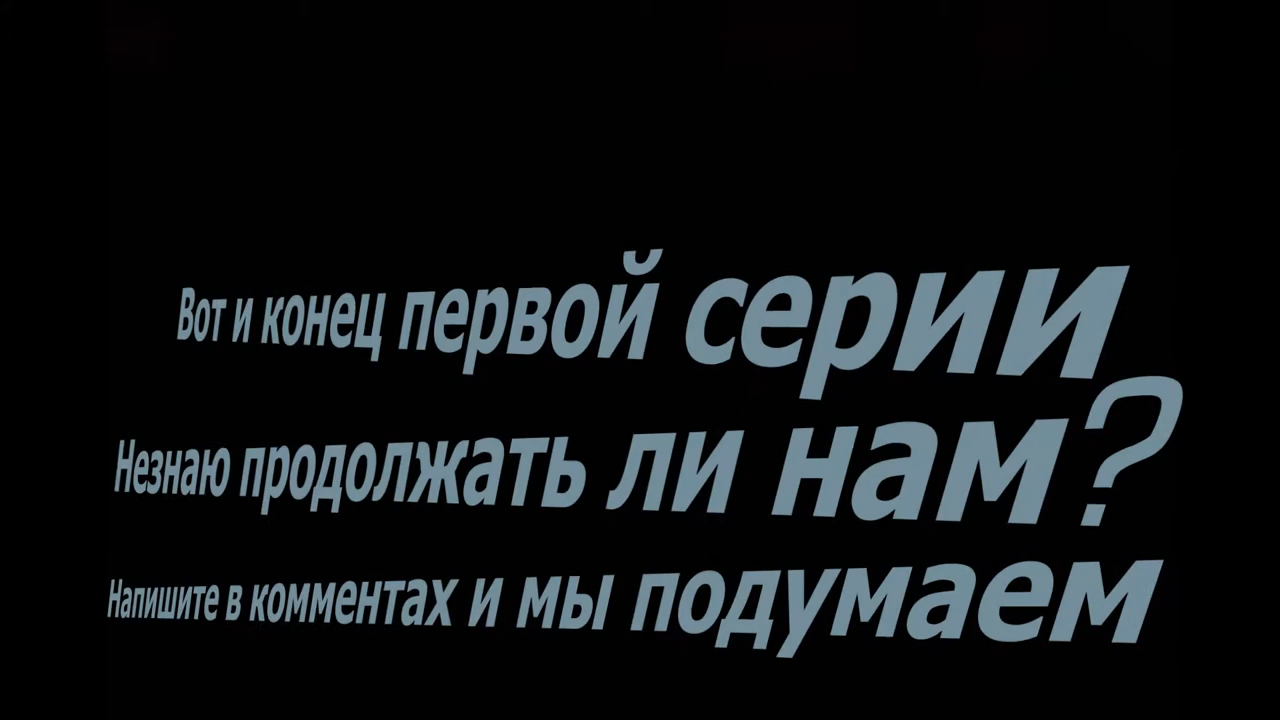 Вот и конец первой серии
Незнаю продолжать ли нам?
Напишите в комментах и мы подумаем